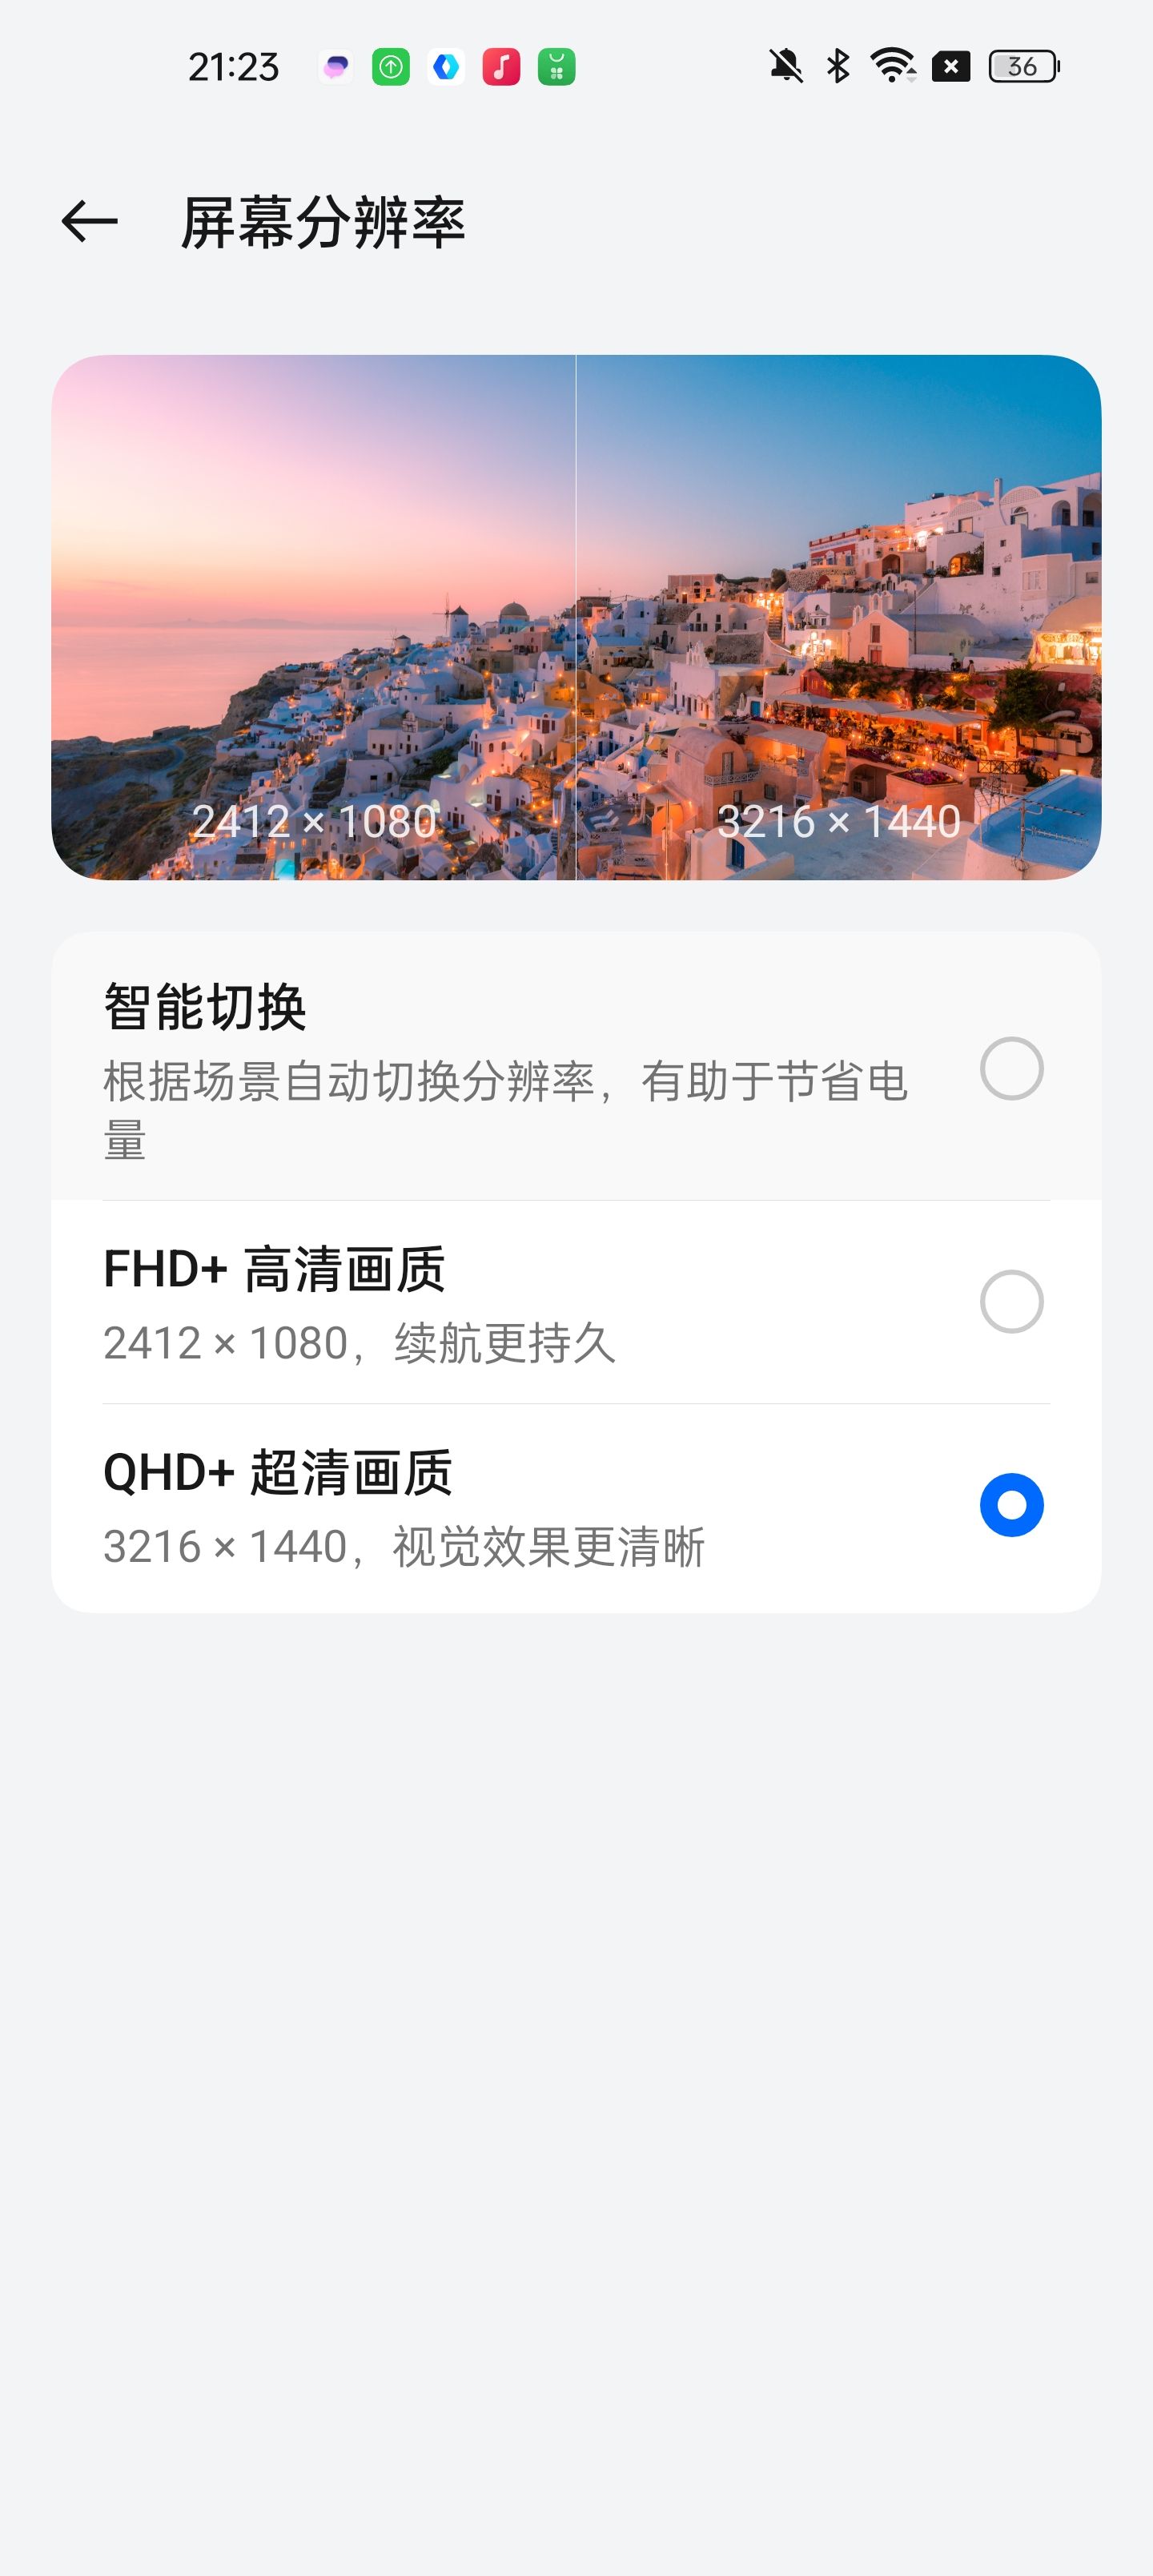 21:23
36
屏幕分辨率
2412 × 1080
3216 × 1440
智能切换
根据场景自动切换分辨率，有助于节省电
量
FHD+ 高清画质
2412 × 1080，续航更持久
QHD+ 超清画质
3216 × 1440，视觉效果更清晰